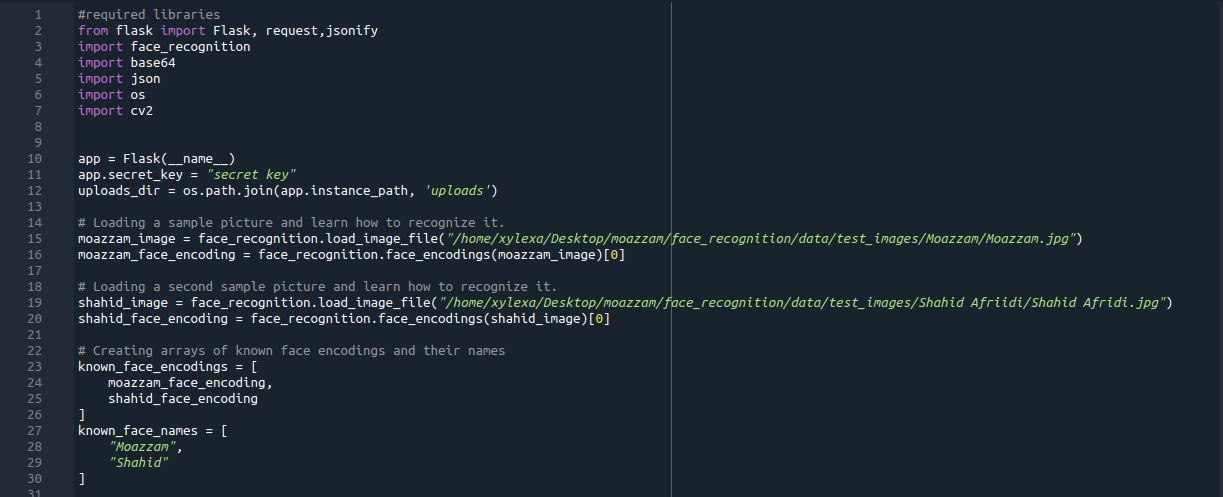 1 #required libraries
2 from flask import Flask, request,jsonify
3 import face_recognition
4 import base64
5 import json
6 import os
7 import cv2
8
9
10 app = Flask(__name__)
11 app.secret_key = "secret key"
12 uploads_dir = os.path.join(app.instance_path, 'uploads')
13
14 # Loading a sample picture and learn how to recognize it.
15 moazzam_image = face_recognition.load_image_file("/home/xylexa/Desktop/moazzam/face_recognition/data/test_images/Moazzam/Moazzam.jpg")
16 moazzam_face_encoding = face_recognition.face_encodings(moazzam_image)[0]
17
18 # Loading a second sample picture and learn how to recognize it.
19 shahid_image = face_recognition.load_image_file("/home/xylexa/Desktop/moazzam/face_recognition/data/test_images/Shahid Afriidi/Shahid Afridi.jpg")
20 shahid_face_encoding = face_recognition.face_encodings(shahid_image)[0]
21
22 # Creating arrays of known face encodings and their names
23 known_face_encodings = [
24     moazzam_face_encoding,
25     shahid_face_encoding
26 ]
27 known_face_names = [
28     "Moazzam",
29     "Shahid"
30 ]
31